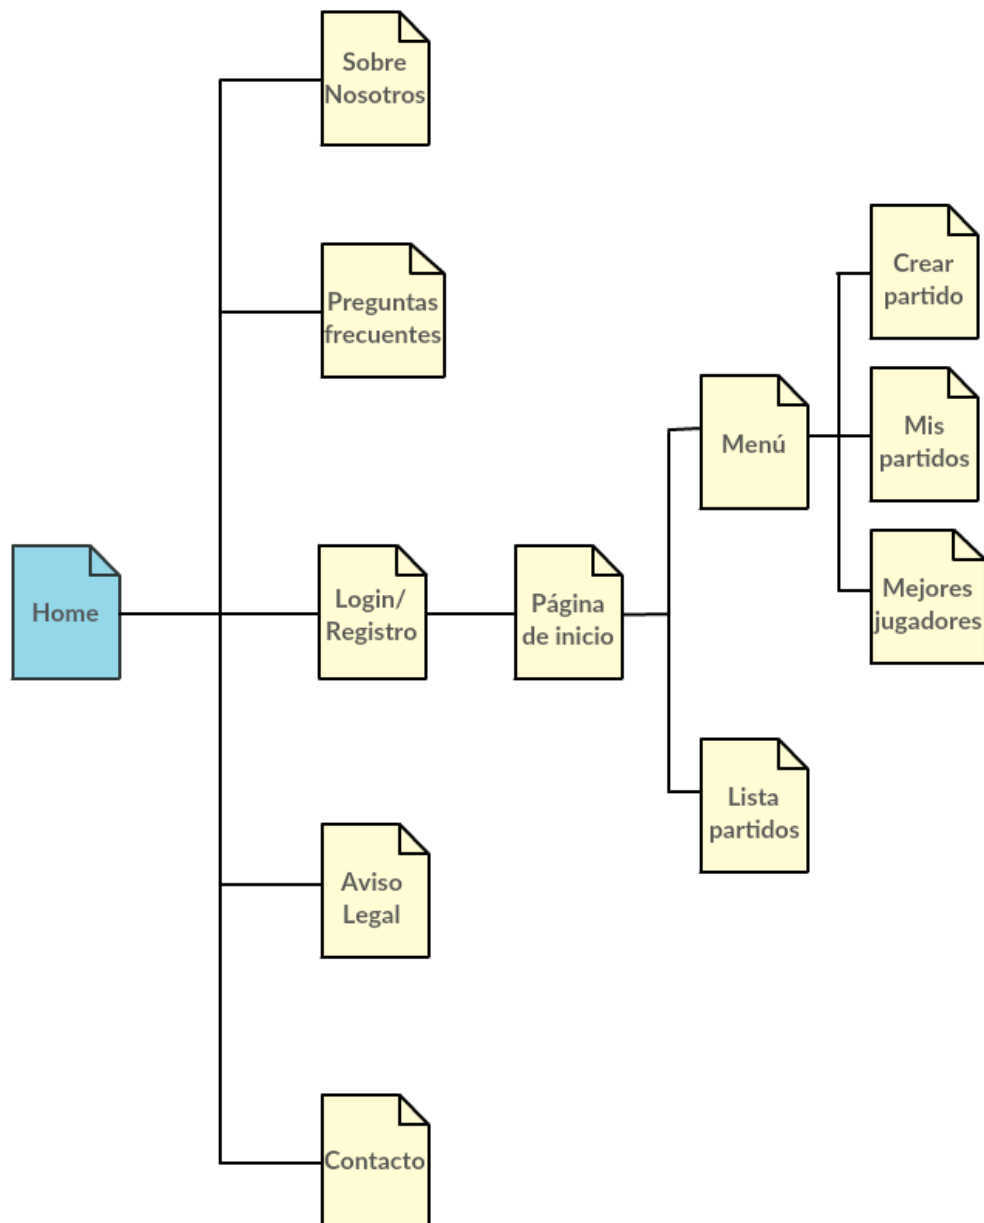 Sobre
Nosotros
Preguntas
frecuentes
Home
Login/
Registro
Página
de inicio
Menú
Crear
partido
Mis
partidos
Mejores
jugadores
Lista
partidos
Aviso
Legal
Contacto